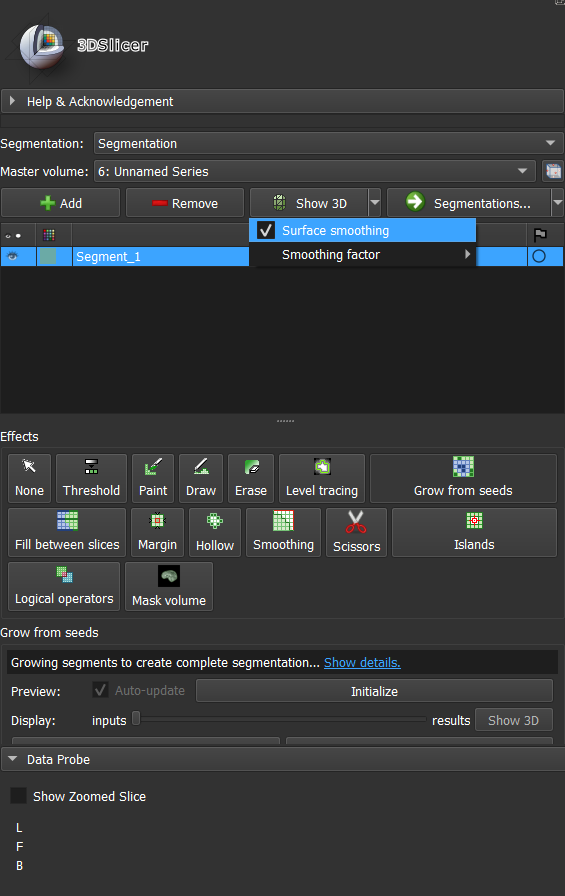 3DSlicer
Help & Acknowledgement
Segmentation: Segmentation
Master volume: 6: Unnamed Series
Add Remove Show 3D Segmentations...
Surface smoothing
Smoothing factor
Segment_1
Effects
None Threshold Paint Draw Erase Level tracing Grow from seeds
Fill between slices Margin Hollow Smoothing Scissors Islands
Logical operators Mask volume
Grow from seeds
Growing segments to create complete segmentation... Show details.
Preview: Auto-update Initialize
Display: inputs results Show 3D
Data Probe
Show Zoomed Slice
L
F
B